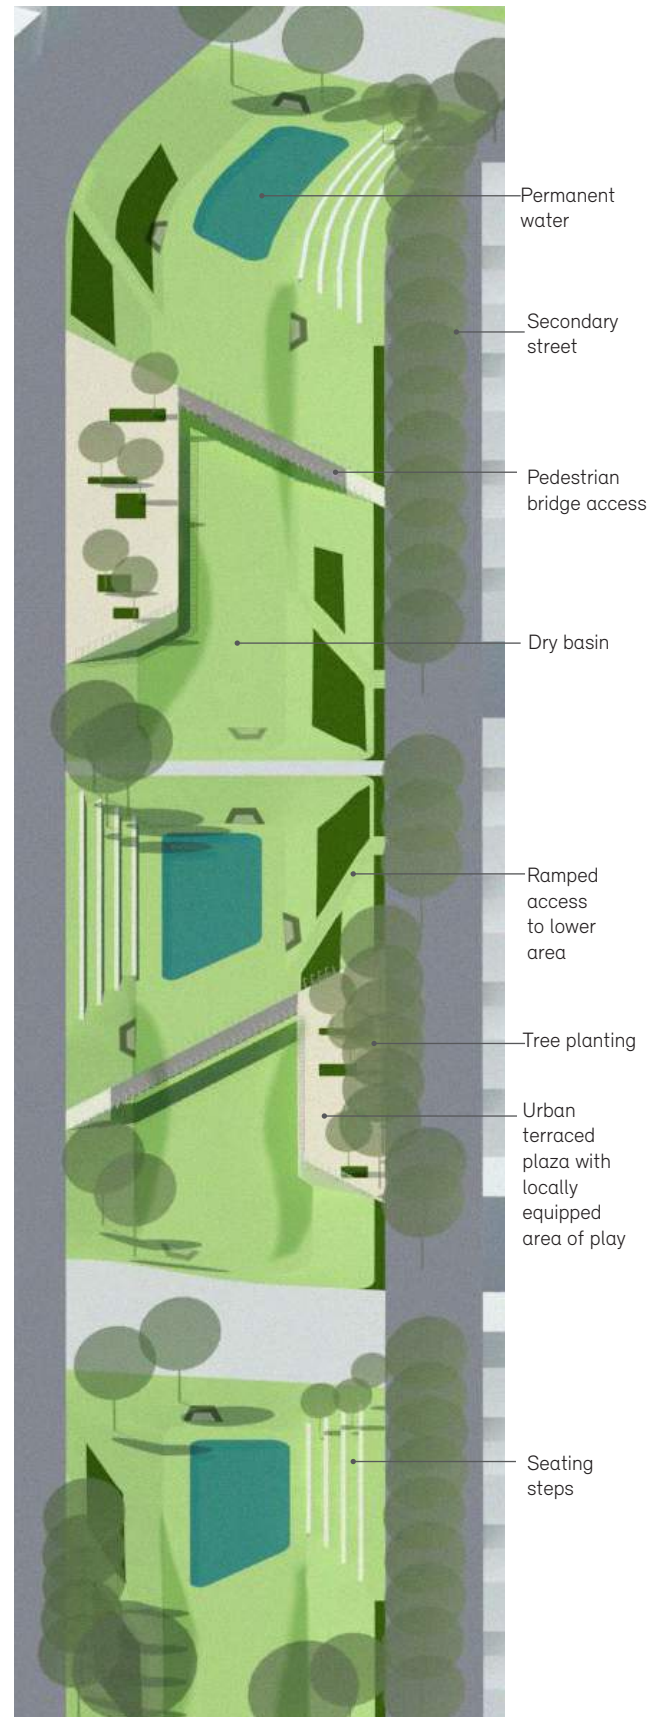 Permanent
water
Secondary
street
Pedestrian
bridge access
Dry basin
Ramped
access
to lower
area
Tree planting
Urban
terraced
plaza with
locally
equipped
area of play
Seating
steps